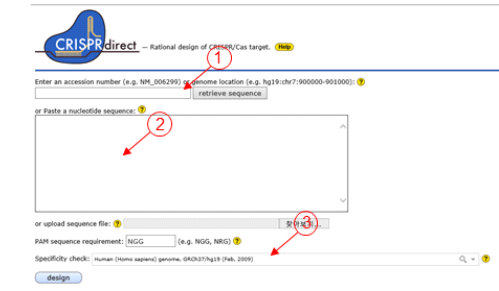 CRISPRdirect — Rational design of CRISPR/Cas target. Help
1
Enter an accession number (e.g. NM_006299) or genome location (e.g. hg19:chr7:900000-901000): ?
retrieve sequence
or Paste a nucleotide sequence: ?
2
or upload sequence file: ? 찾아보기...
3
PAM sequence requirement: NGG (e.g. NGG, NRG) ?
Specificity check: Human (Homo sapiens) genome, GRCh37/hg19 (Feb, 2009) ?
design